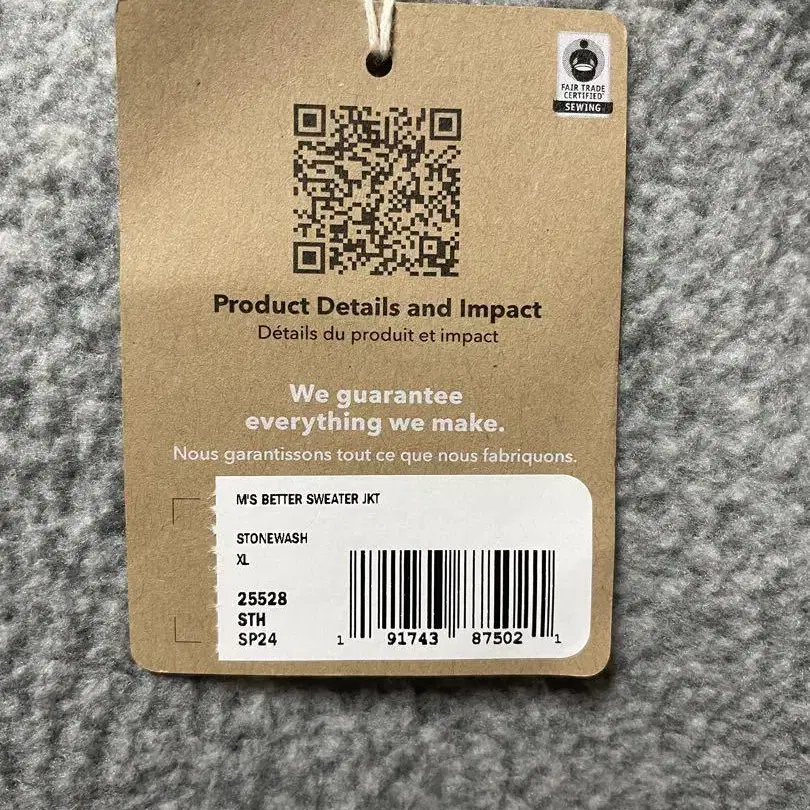 FAIR TRADE
CERTIFIED
SEWING
Product Details and Impact
Détails du produit et impact
We guarantee
everything we make.
Nous garantissons tout ce que nous fabriquons.
M'S BETTER SWEATER JKT
STONEWASH
XL
25528
STH
SP24
1 91743 87502 1